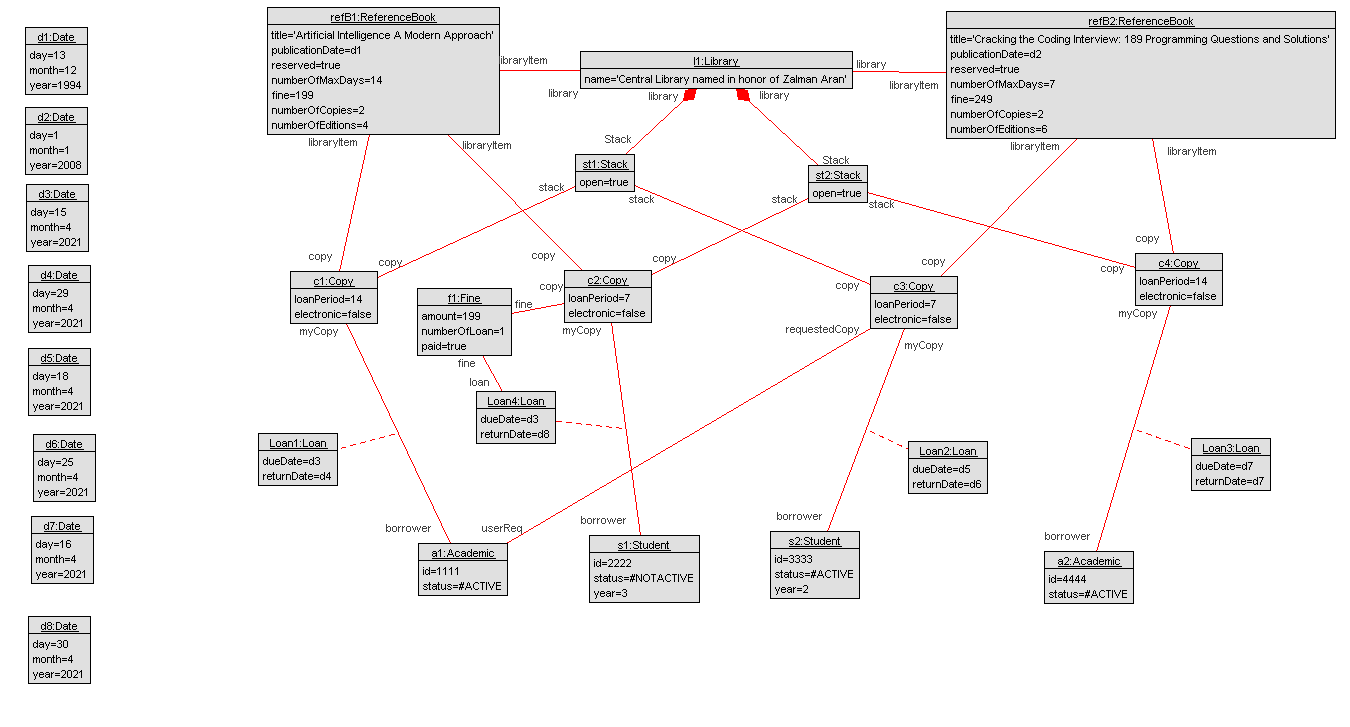 d1:Date
day=13
month=12
year=1994
d2:Date
day=1
month=1
year=2008
d3:Date
day=15
month=4
year=2021
d4:Date
day=29
month=4
year=2021
d5:Date
day=18
month=4
year=2021
d6:Date
day=25
month=4
year=2021
d7:Date
day=16
month=4
year=2021
d8:Date
day=30
month=4
year=2021
refB1:ReferenceBook
title='Artificial Intelligence A Modern Approach'
publicationDate=d1
reserved=true
numberOfMaxDays=14
fine=199
numberOfCopies=2
numberOfEditions=4
libraryItem
library
l1:Library
name='Central Library named in honor of Zalman Aran'
library
library
library
libraryItem
refB2:ReferenceBook
title='Cracking the Coding Interview: 189 Programming Questions and Solutions'
publicationDate=d2
reserved=true
numberOfMaxDays=7
fine=249
numberOfCopies=2
numberOfEditions=6
libraryItem
libraryItem
libraryItem
libraryItem
Stack
st1:Stack
open=true
stack
stack
Stack
st2:Stack
open=true
stack
stack
copy
copy
c1:Copy
loanPeriod=14
electronic=false
myCopy
copy
copy
copy
c2:Copy
loanPeriod=7
electronic=false
myCopy
f1:Fine
amount=199
numberOfLoan=1
paid=true
fine
fine
loan
copy
copy
c3:Copy
loanPeriod=7
electronic=false
requestedCopy
myCopy
copy
copy
c4:Copy
loanPeriod=14
electronic=false
myCopy
Loan4:Loan
dueDate=d3
returnDate=d8
Loan1:Loan
dueDate=d3
returnDate=d4
Loan2:Loan
dueDate=d5
returnDate=d6
Loan3:Loan
dueDate=d7
returnDate=d7
borrower
userReq
a1:Academic
id=1111
status=#ACTIVE
borrower
s1:Student
id=2222
status=#NOTACTIVE
year=3
borrower
s2:Student
id=3333
status=#ACTIVE
year=2
borrower
a2:Academic
id=4444
status=#ACTIVE